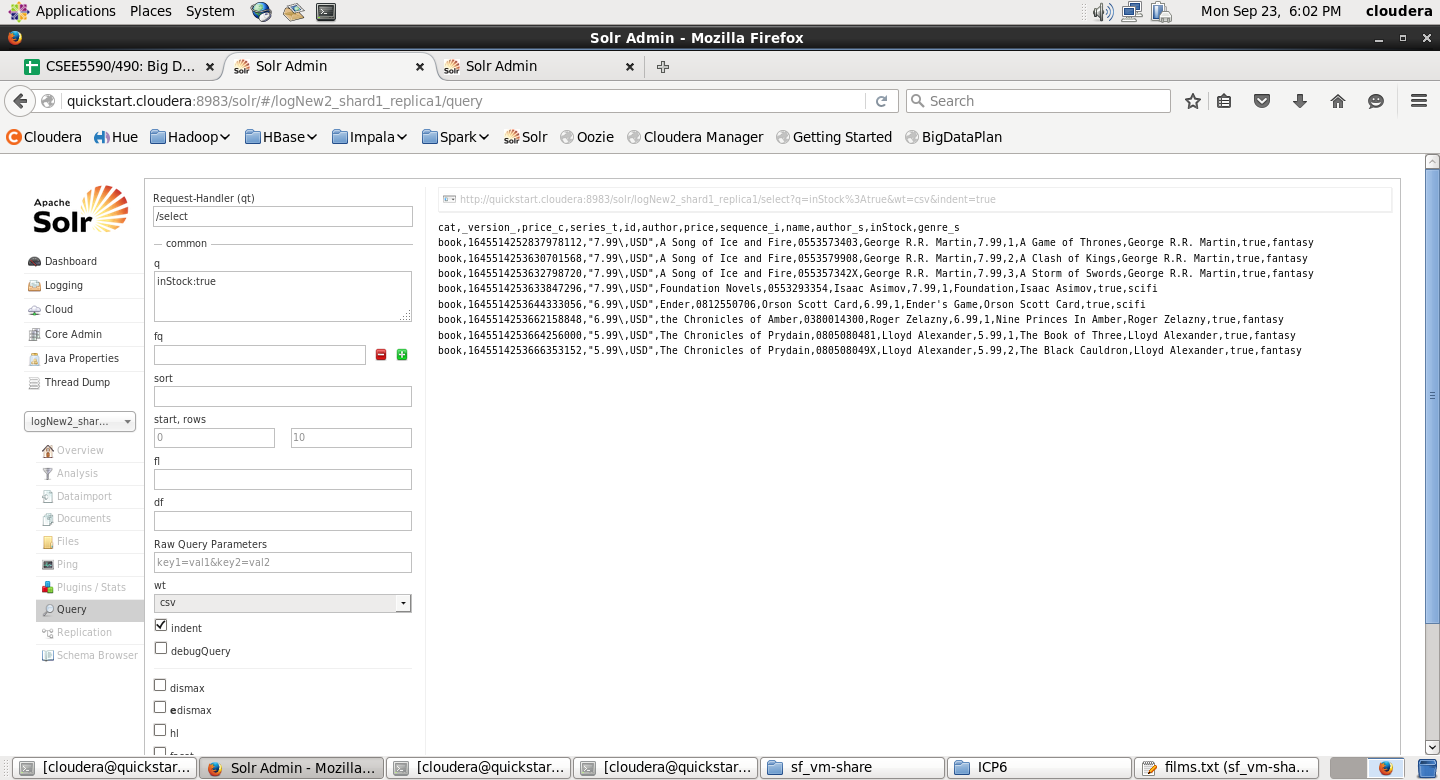 Applications Places System Mon Sep 23, 6:02 PM cloudera
Solr Admin - Mozilla Firefox
CSEE5590/490: Big D... Solr Admin Solr Admin
quickstart.cloudera:8983/solr/#/logNew2_shard1_replica1/query Search
Cloudera Hue Hadoop HBase Impala Spark Solr Oozie Cloudera Manager Getting Started BigDataPlan
Apache
Solr
Dashboard
Logging
Cloud
Core Admin
Java Properties
Thread Dump
logNew2_shar...
Overview
Analysis
Dataimport
Documents
Files
Ping
Plugins / Stats
Query
Replication
Schema Browser
Request-Handler (qt)
/select
common
q
inStock:true
fq
sort
start, rows
0 10
fl
df
Raw Query Parameters
key1=val1&key2=val2
wt
csv
indent
debugQuery
dismax
edismax
hl
http://quickstart.cloudera:8983/solr/logNew2_shard1_replica1/select?q=inStock%3Atrue&wt=csv&indent=true
cat,_version_,price_c,series_t,id,author,price,sequence_i,name,author_s,inStock,genre_s
book,1645514252837978112,"7.99\,USD",A Song of Ice and Fire,0553573403,George R.R. Martin,7.99,1,A Game of Thrones,George R.R. Martin,true,fantasy
book,1645514253630701568,"7.99\,USD",A Song of Ice and Fire,0553579908,George R.R. Martin,7.99,2,A Clash of Kings,George R.R. Martin,true,fantasy
book,1645514253632798720,"7.99\,USD",A Song of Ice and Fire,055357342X,George R.R. Martin,7.99,3,A Storm of Swords,George R.R. Martin,true,fantasy
book,1645514253633847296,"7.99\,USD",Foundation Novels,0553293354,Isaac Asimov,7.99,1,Foundation,Isaac Asimov,true,scifi
book,1645514253644333056,"6.99\,USD",Ender,0812550706,Orson Scott Card,6.99,1,Ender's Game,Orson Scott Card,true,scifi
book,1645514253662158848,"6.99\,USD",the Chronicles of Amber,0380014300,Roger Zelazny,6.99,1,Nine Princes In Amber,Roger Zelazny,true,fantasy
book,1645514253664256000,"5.99\,USD",The Chronicles of Prydain,0805080481,Lloyd Alexander,5.99,1,The Book of Three,Lloyd Alexander,true,fantasy
book,1645514253666353152,"5.99\,USD",The Chronicles of Prydain,080508049X,Lloyd Alexander,5.99,2,The Black Cauldron,Lloyd Alexander,true,fantasy
[cloudera@quickstar... Solr Admin - Mozilla... [cloudera@quickstar... [cloudera@quickstar... sf_vm-share ICP6 films.txt (sf_vm-sha...